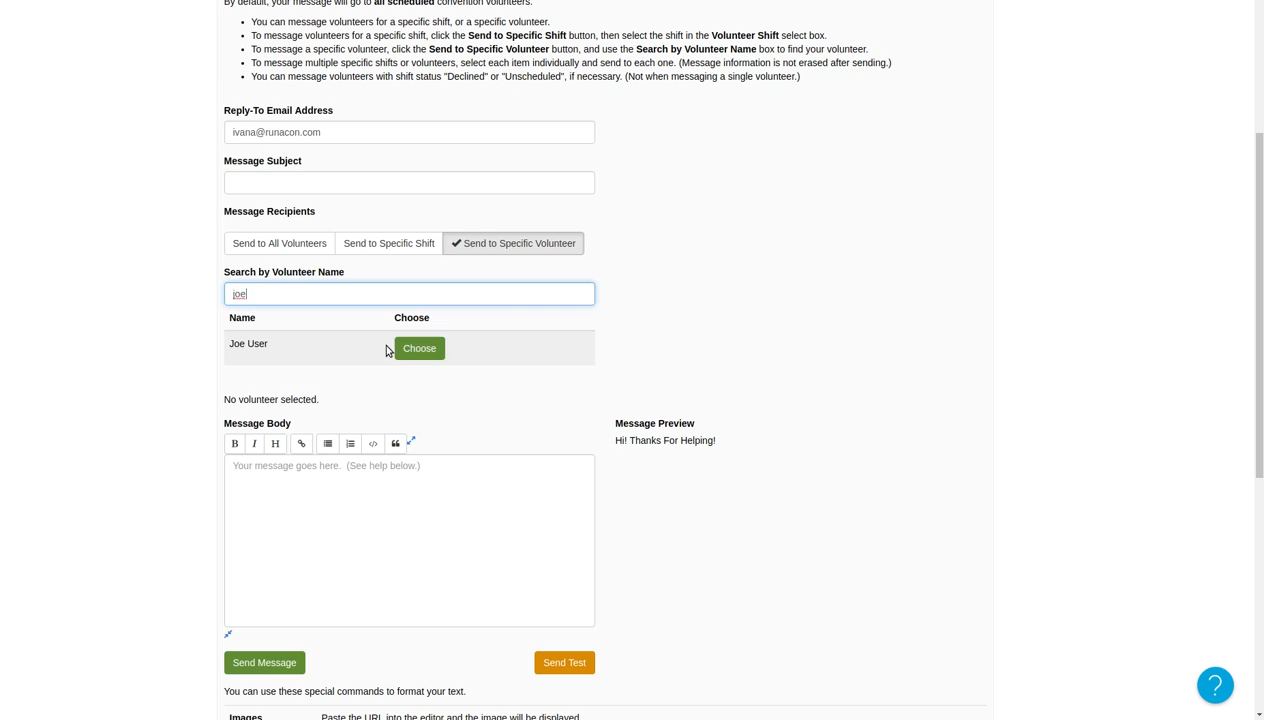 By default, your message will go to all scheduled convention volunteers.
You can message volunteers for a specific shift, or a specific volunteer.
To message volunteers for a specific shift, click the Send to Specific Shift button, then select the shift in the Volunteer Shift select box.
To message a specific volunteer, click the Send to Specific Volunteer button, and use the Search by Volunteer Name box to find your volunteer.
To message multiple specific shifts or volunteers, select each item individually and send to each one. (Message information is not erased after sending.)
You can message volunteers with shift status "Declined" or "Unscheduled", if necessary. (Not when messaging a single volunteer.)
Reply-To Email Address
ivana@runacon.com
Message Subject
Message Recipients
Send to All Volunteers Send to Specific Shift ✔ Send to Specific Volunteer
Search by Volunteer Name
joe
Name Choose
Joe User Choose
No volunteer selected.
Message Body
B I H
Your message goes here. (See help below.)
Message Preview
Hi! Thanks For Helping!
Send Message Send Test
?
You can use these special commands to format your text.
Images Paste the URL into the editor and the image will be displayed